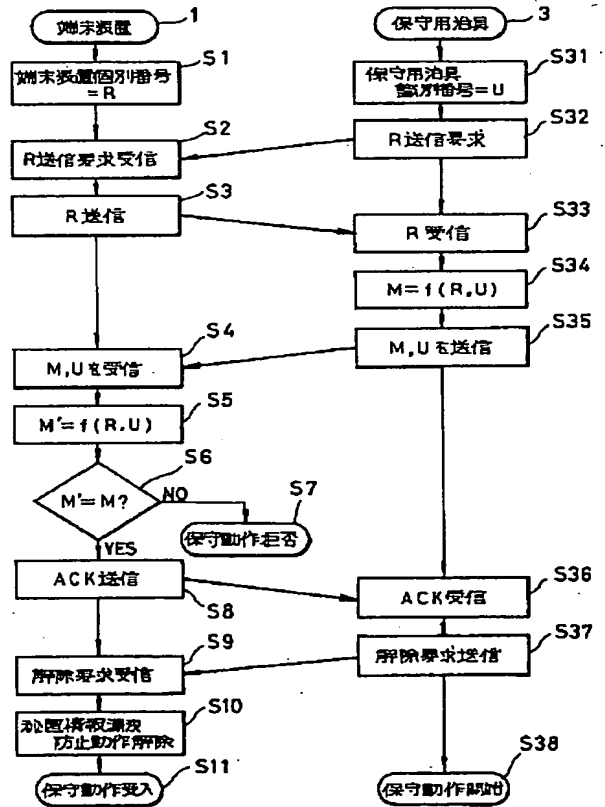 端末装置
1
S1
端末装置個別番号
=R
S2
R送信要求受信
S3
R送信
S4
M,Uを受信
S5
M'=f(R,U)
S6
M'=M?
NO
S7
保守動作拒否
YES
ACK送信
S8
S9
解除要求受信
S10
秘匿情報漏洩
防止動作解除
S11
保守動作受入
保守用治具
3
S31
保守用治具
識別番号=U
S32
R送信要求
S33
R受信
S34
M=f(R,U)
S35
M,Uを送信
S36
ACK受信
S37
解除要求送信
S38
保守動作開始